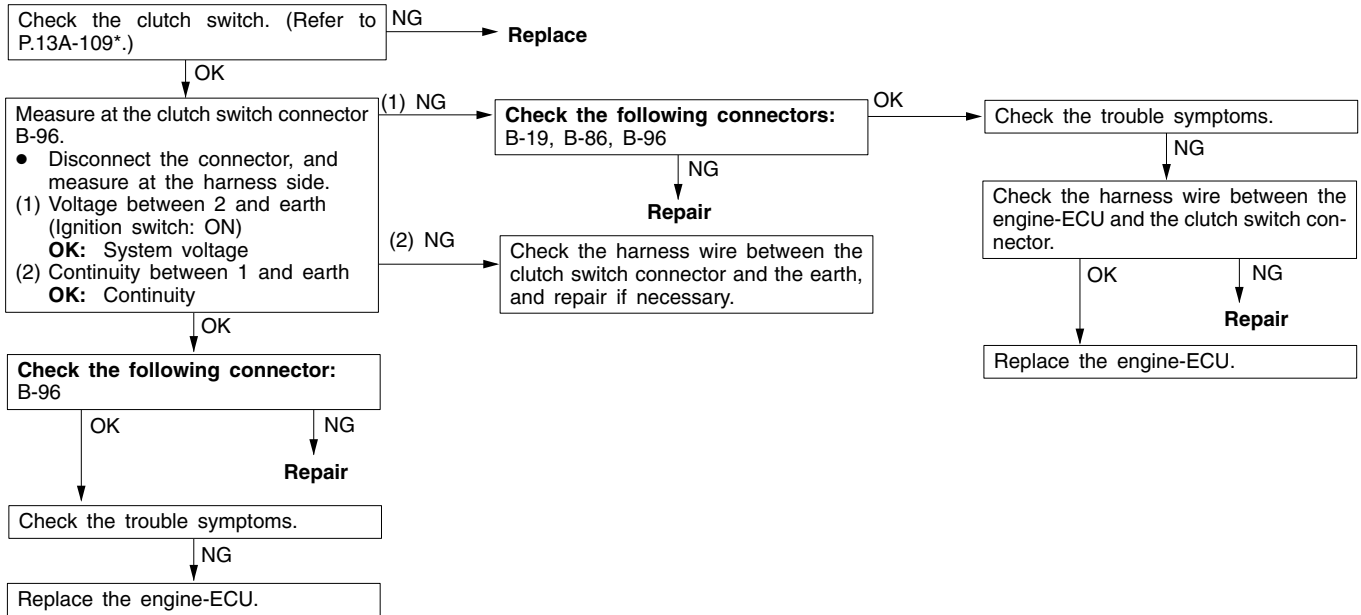 Check the clutch switch. (Refer to
P.13A-109*.)
NG
Replace
OK
Measure at the clutch switch connector
B-96.
● Disconnect the connector, and
measure at the harness side.
(1) Voltage between 2 and earth
(Ignition switch: ON)
OK: System voltage
(2) Continuity between 1 and earth
OK: Continuity
(1) NG
Check the following connectors:
B-19, B-86, B-96
OK
Check the trouble symptoms.
NG
Repair
NG
Check the harness wire between the
engine-ECU and the clutch switch con-
nector.
(2) NG
Check the harness wire between the
clutch switch connector and the earth,
and repair if necessary.
OK
NG
Repair
Replace the engine-ECU.
OK
Check the following connector:
B-96
OK
NG
Repair
Check the trouble symptoms.
NG
Replace the engine-ECU.